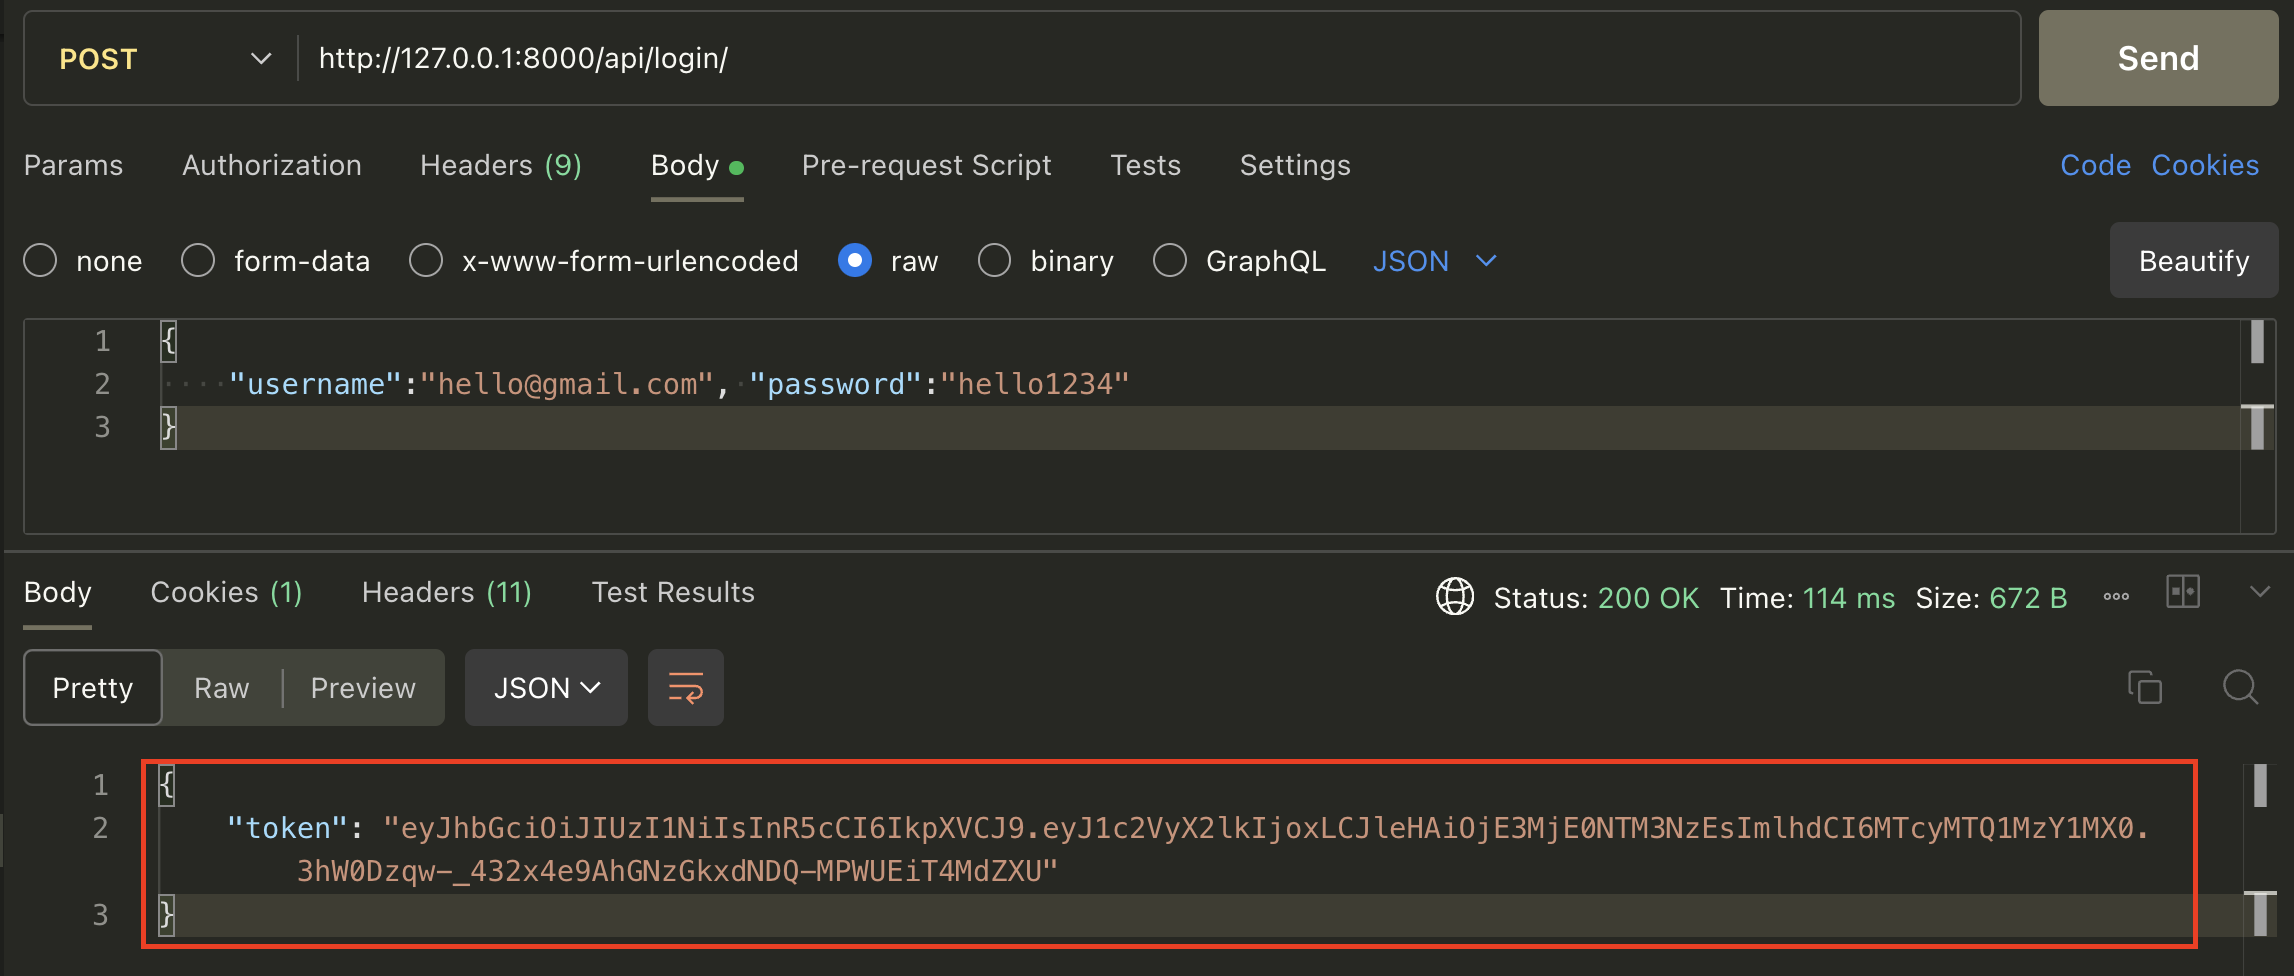 POST http://127.0.0.1:8000/api/login/ Send
Params Authorization Headers (9) Body Pre-request Script Tests Settings Code Cookies
none form-data x-www-form-urlencoded raw binary GraphQL JSON Beautify
1 {
2 "username":"hello@gmail.com", "password":"hello1234"
3 }
Body Cookies (1) Headers (11) Test Results Status: 200 OK Time: 114 ms Size: 672 B
Pretty Raw Preview JSON
1 {
2 "token": "eyJhbGciOiJIUzI1NiIsInR5cCI6IkpXVCJ9.eyJ1c2VyX2lkIjoxLCJleHAiOjE3MjE0NTM3NzEsImlhdCI6MTcyMTQ1MzY1MX0.
3hW0Dzqw-_432x4e9AhGNzGkxdNDQ-MPWUEiT4MdZXU"
3 }